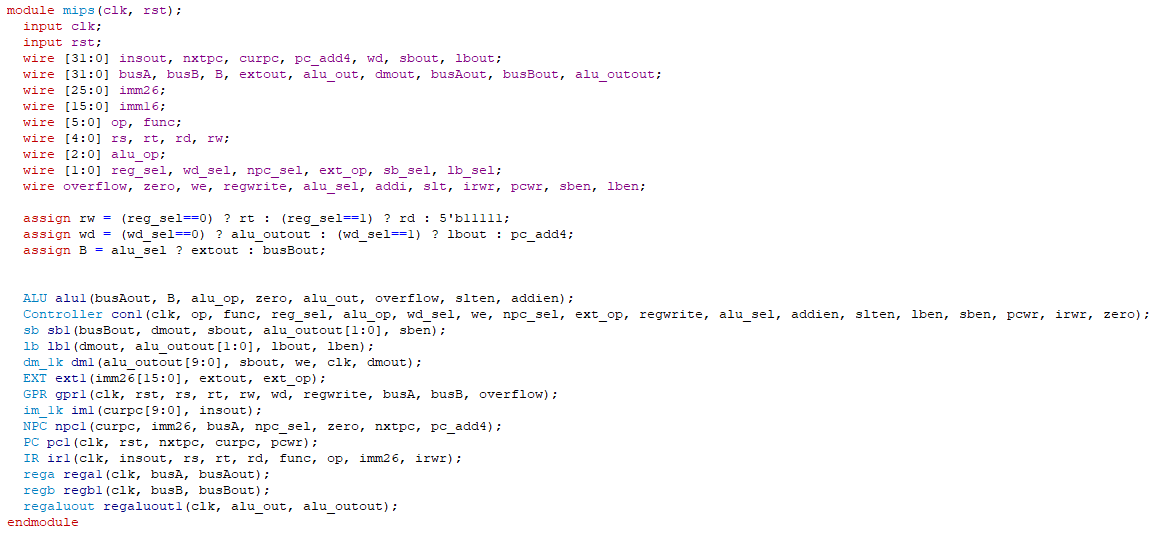 module mips(clk, rst);
  input clk;
  input rst;
  wire [31:0] insout, nxtpc, curpc, pc_add4, wd, sbout, lbout;
  wire [31:0] busA, busB, B, extout, alu_out, dmout, busAout, busBout, alu_outout;
  wire [25:0] imm26;
  wire [15:0] imm16;
  wire [5:0] op, func;
  wire [4:0] rs, rt, rd, rw;
  wire [2:0] alu_op;
  wire [1:0] reg_sel, wd_sel, npc_sel, ext_op, sb_sel, lb_sel;
  wire overflow, zero, we, regwrite, alu_sel, addi, slt, irwr, pcwr, sben, lben;

  assign rw = (reg_sel==0) ? rt : (reg_sel==1) ? rd : 5'b11111;
  assign wd = (wd_sel==0) ? alu_outout : (wd_sel==1) ? lbout : pc_add4;
  assign B = alu_sel ? extout : busBout;

  ALU alu1(busAout, B, alu_op, zero, alu_out, overflow, slten, addien);
  Controller con1(clk, op, func, reg_sel, alu_op, wd_sel, we, npc_sel, ext_op, regwrite, alu_sel, addien, slten, lben, sben, pcwr, irwr, zero);
  sb sb1(busBout, dmout, sbout, alu_outout[1:0], sben);
  lb lb1(dmout, alu_outout[1:0], lbout, lben);
  dm_1k dm1(alu_outout[9:0], sbout, we, clk, dmout);
  EXT ext1(imm26[15:0], extout, ext_op);
  GPR gpr1(clk, rst, rs, rt, rw, wd, regwrite, busA, busB, overflow);
  im_1k im1(curpc[9:0], insout);
  NPC npc1(curpc, imm26, busA, npc_sel, zero, nxtpc, pc_add4);
  PC pc1(clk, rst, nxtpc, curpc, pcwr);
  IR ir1(clk, insout, rs, rt, rd, func, op, imm26, irwr);
  rega rega1(clk, busA, busAout);
  regb regb1(clk, busB, busBout);
  regaluout regaluout1(clk, alu_out, alu_outout);
endmodule